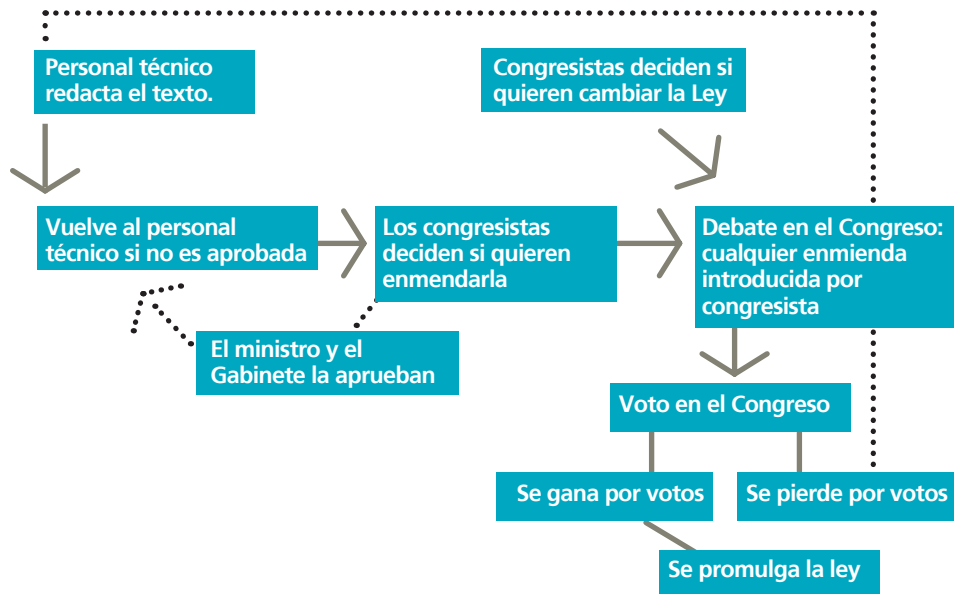 Personal técnico
redacta el texto.
Congresistas deciden si
quieren cambiar la Ley
Vuelve al personal
técnico si no es aprobada
Los congresistas
deciden si quieren
enmendarla
Debate en el Congreso:
cualquier enmienda
introducida por
congresista
El ministro y el
Gabinete la aprueban
Voto en el Congreso
Se gana por votos
Se pierde por votos
Se promulga la ley